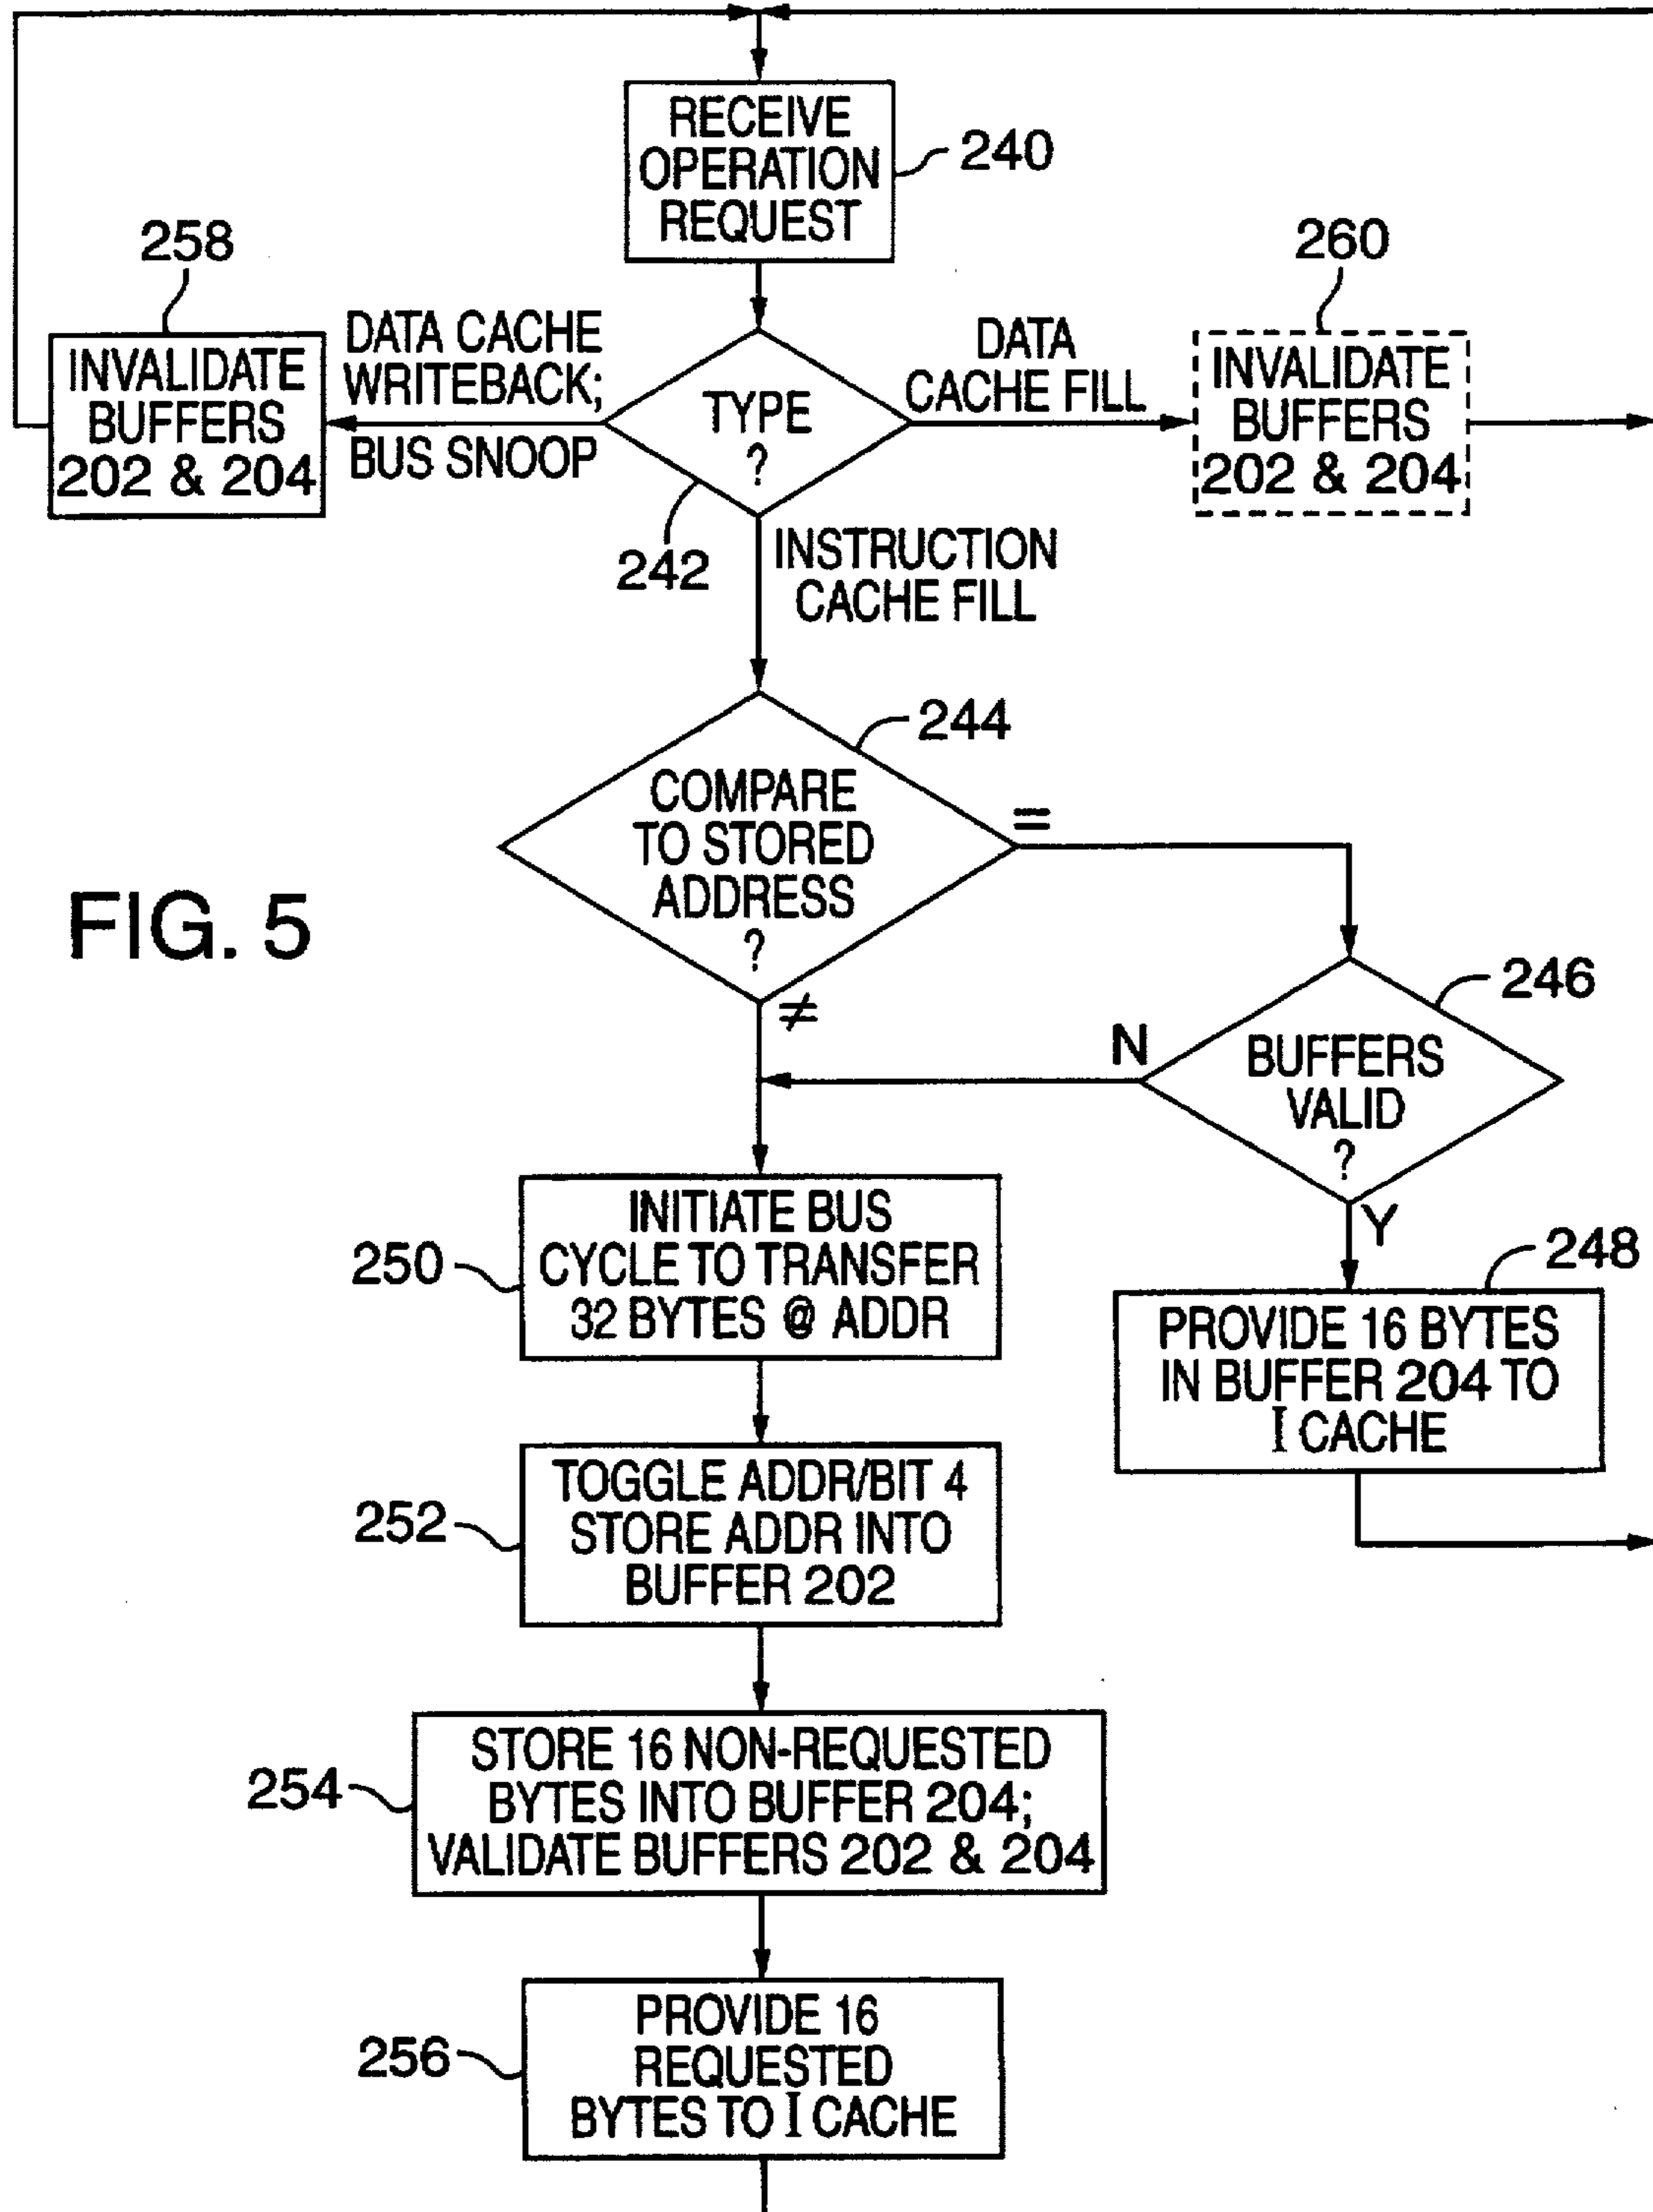 RECEIVE
OPERATION
REQUEST
240
258
INVALIDATE
BUFFERS
202 & 204
DATA CACHE
WRITEBACK;
BUS SNOOP
TYPE
?
242
DATA
CACHE FILL
260
INVALIDATE
BUFFERS
202 & 204
INSTRUCTION
CACHE FILL
244
COMPARE
TO STORED
ADDRESS
?
=
≠
FIG. 5
246
BUFFERS
VALID
?
N
Y
248
PROVIDE 16 BYTES
IN BUFFER 204 TO
I CACHE
250
INITIATE BUS
CYCLE TO TRANSFER
32 BYTES @ ADDR
252
TOGGLE ADDR/BIT 4
STORE ADDR INTO
BUFFER 202
254
STORE 16 NON-REQUESTED
BYTES INTO BUFFER 204;
VALIDATE BUFFERS 202 & 204
256
PROVIDE 16
REQUESTED
BYTES TO I CACHE